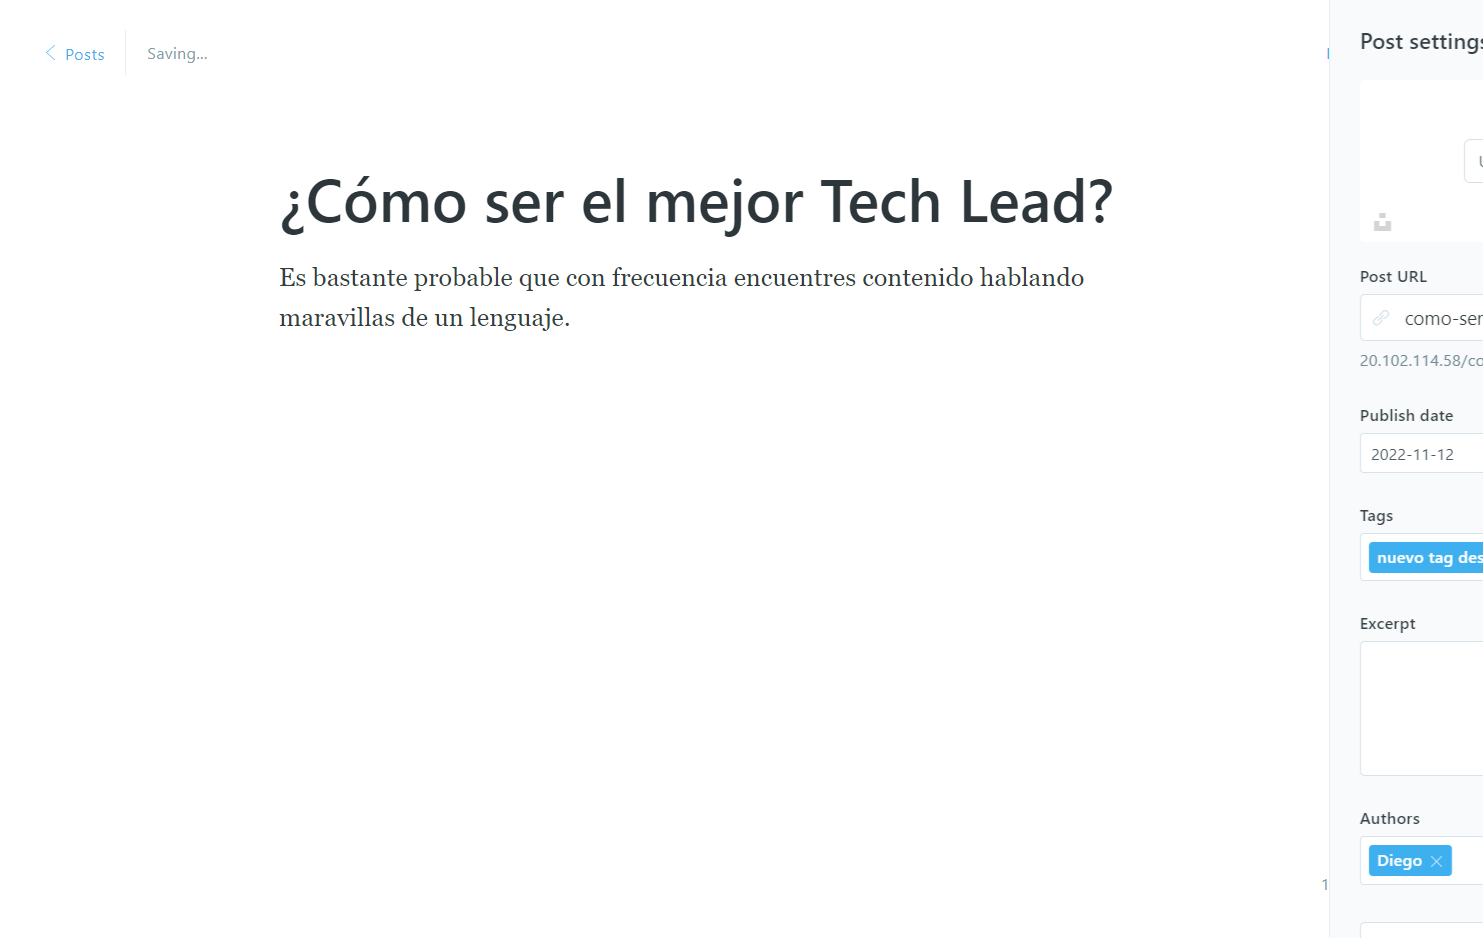 Posts
Saving...
¿Cómo ser el mejor Tech Lead?
Es bastante probable que con frecuencia encuentres contenido hablando
maravillas de un lenguaje.
1
Post settings
Post URL
como-ser
20.102.114.58/co
Publish date
2022-11-12
Tags
nuevo tag des
Excerpt
Authors
Diego